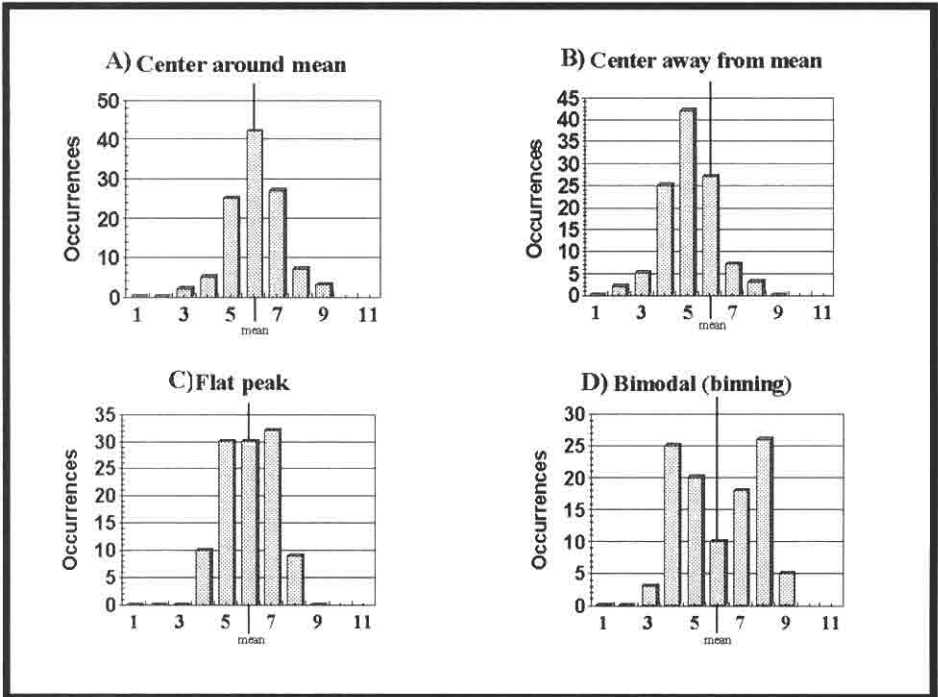 A) Center around mean
50
40
30
20
10
0
Occurrences
1 3 5 7 9 11
mean
B) Center away from mean
45
40
35
30
25
20
15
10
5
0
Occurrences
1 3 5 7 9 11
mean
C) Flat peak
35
30
25
20
15
10
5
0
Occurrences
1 3 5 7 9 11
mean
D) Bimodal (binning)
30
25
20
15
10
5
0
Occurrences
1 3 5 7 9 11
mean